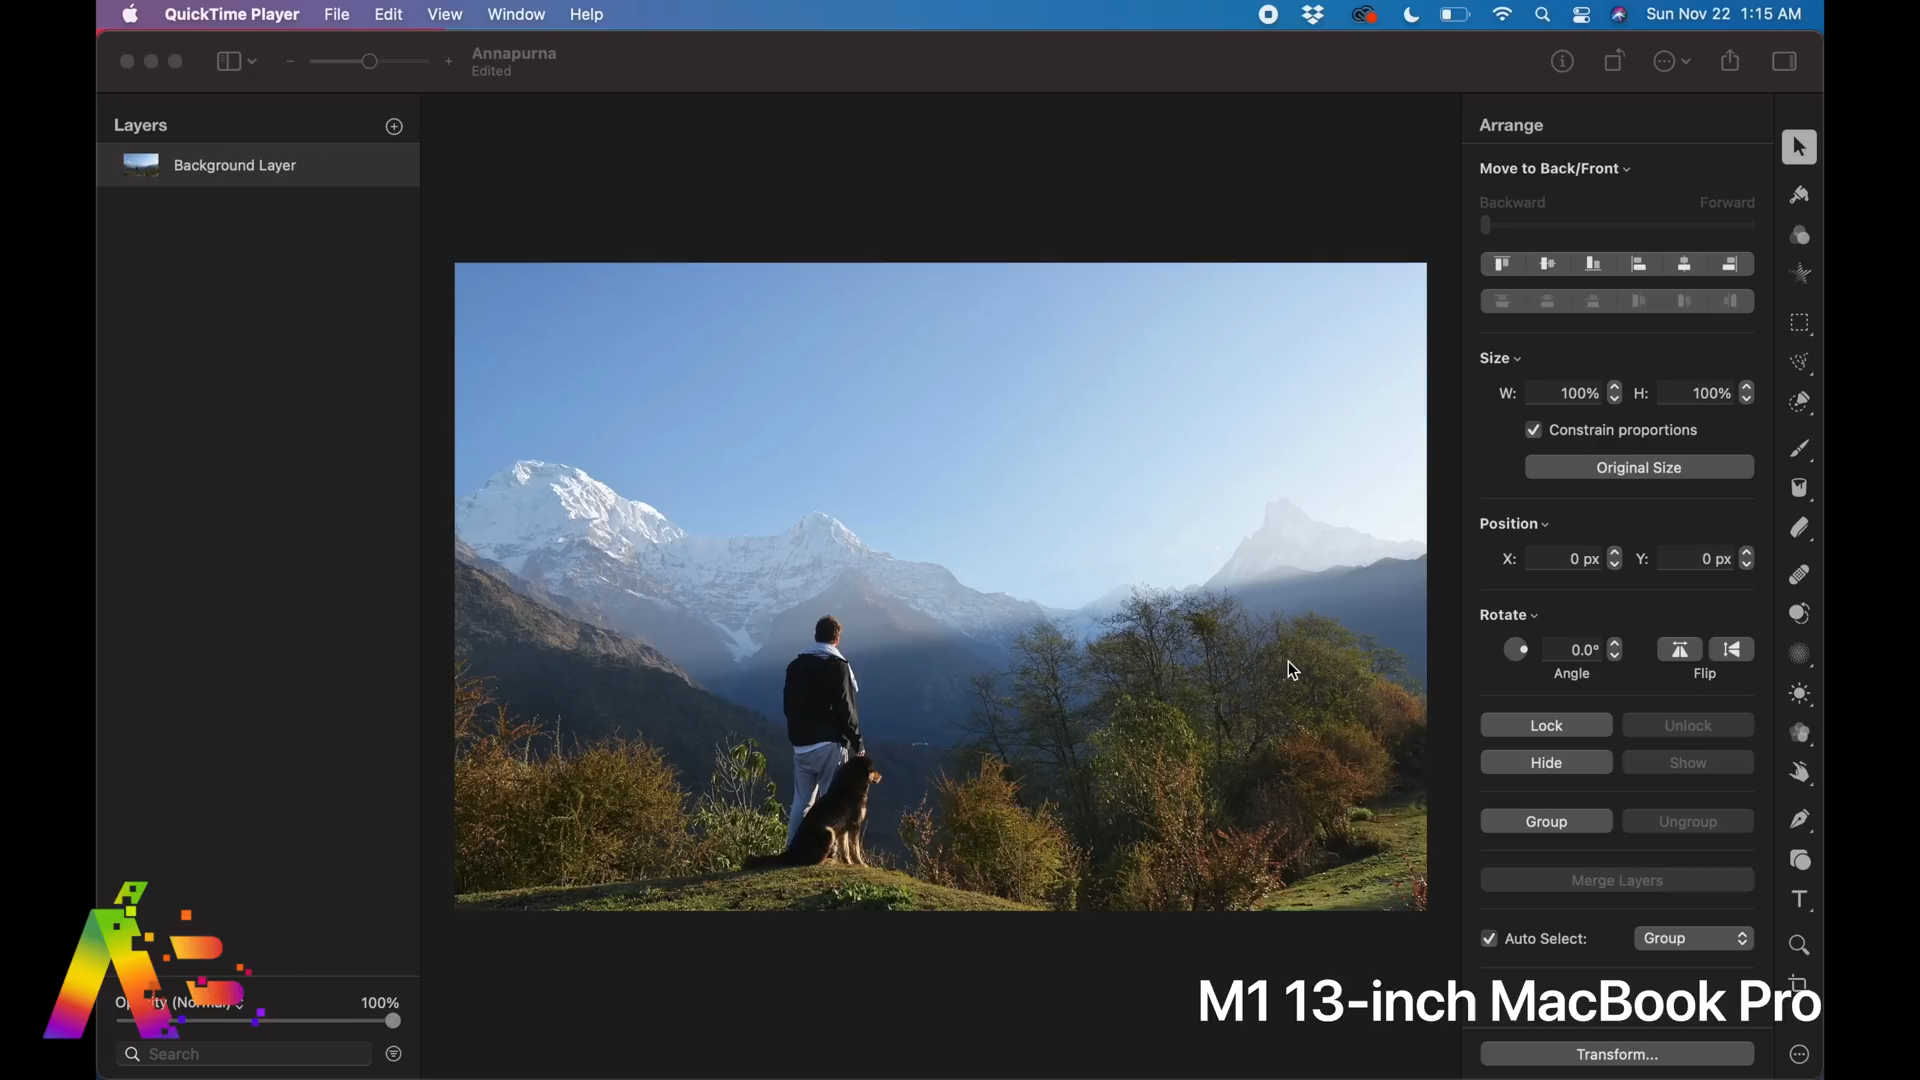 QuickTime Player File Edit View Window Help Sun Nov 22 1:15 AM
Annapurna
Edited
Layers
Background Layer
Arrange
Move to Back/Front
Backward Forward
Size
W: 100% H: 100%
Constrain proportions
Original Size
Position
X: 0 px Y: 0 px
Rotate
0.0°
Angle Flip
Lock Unlock
Hide Show
Group Ungroup
Merge Layers
Auto Select: Group
M1 13-inch MacBook Pro
100%
Search
Transform...